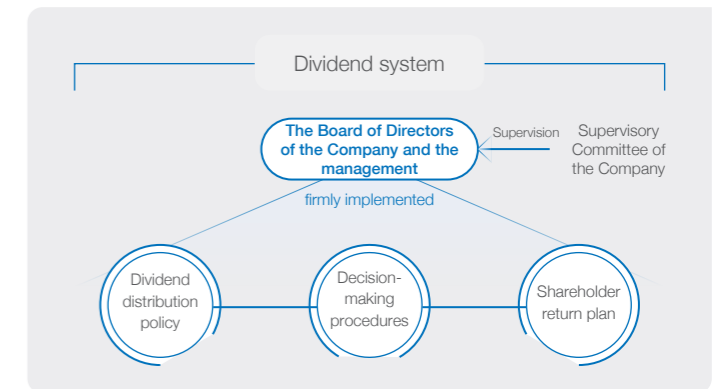 Dividend system
The Board of Directors
of the Company and the
management
Supervision
Supervisory
Committee of
the Company
firmly implemented
Dividend
distribution
policy
Decision-
making
procedures
Shareholder
return plan